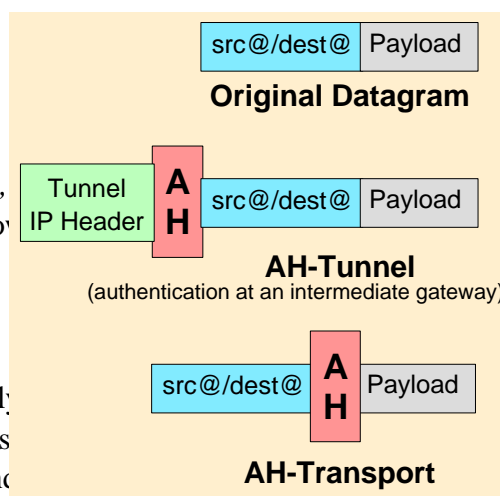 src@/dest@ Payload
Original Datagram
,
Tunnel
IP Header
A
H
src@/dest@ Payload
AH-Tunnel
(authentication at an intermediate gateway)
src@/dest@
A
H
Payload
AH-Transport